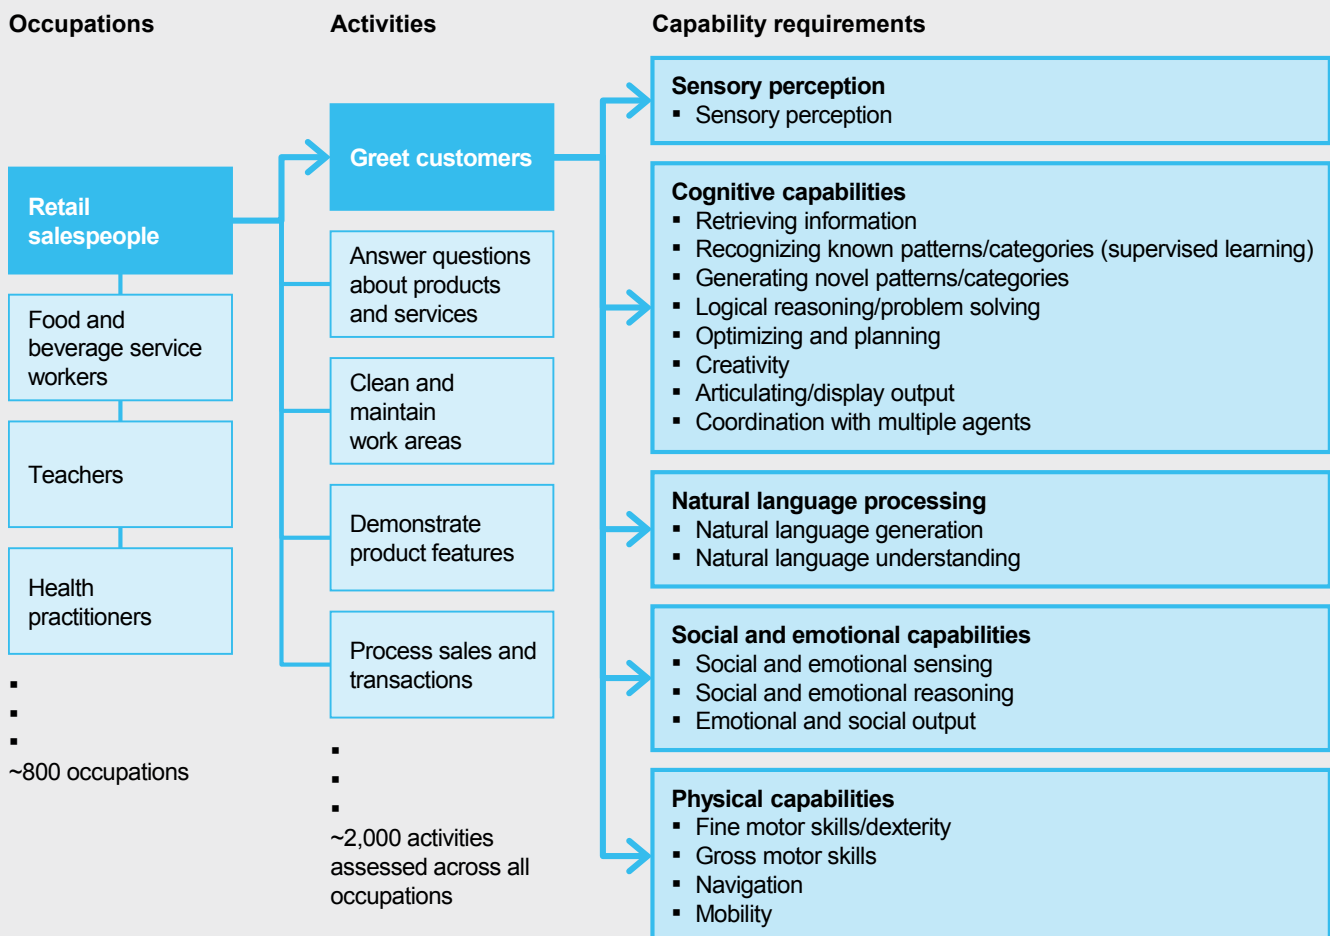 Occupations
Activities
Capability requirements
Retail
salespeople
Food and
beverage service
workers
Teachers
Health
practitioners
▪
▪
▪
~800 occupations
Greet customers
Answer questions
about products
and services
Clean and
maintain
work areas
Demonstrate
product features
Process sales and
transactions
▪
▪
▪
~2,000 activities
assessed across all
occupations
Sensory perception
▪ Sensory perception
Cognitive capabilities
▪ Retrieving information
▪ Recognizing known patterns/categories (supervised learning)
▪ Generating novel patterns/categories
▪ Logical reasoning/problem solving
▪ Optimizing and planning
▪ Creativity
▪ Articulating/display output
▪ Coordination with multiple agents
Natural language processing
▪ Natural language generation
▪ Natural language understanding
Social and emotional capabilities
▪ Social and emotional sensing
▪ Social and emotional reasoning
▪ Emotional and social output
Physical capabilities
▪ Fine motor skills/dexterity
▪ Gross motor skills
▪ Navigation
▪ Mobility